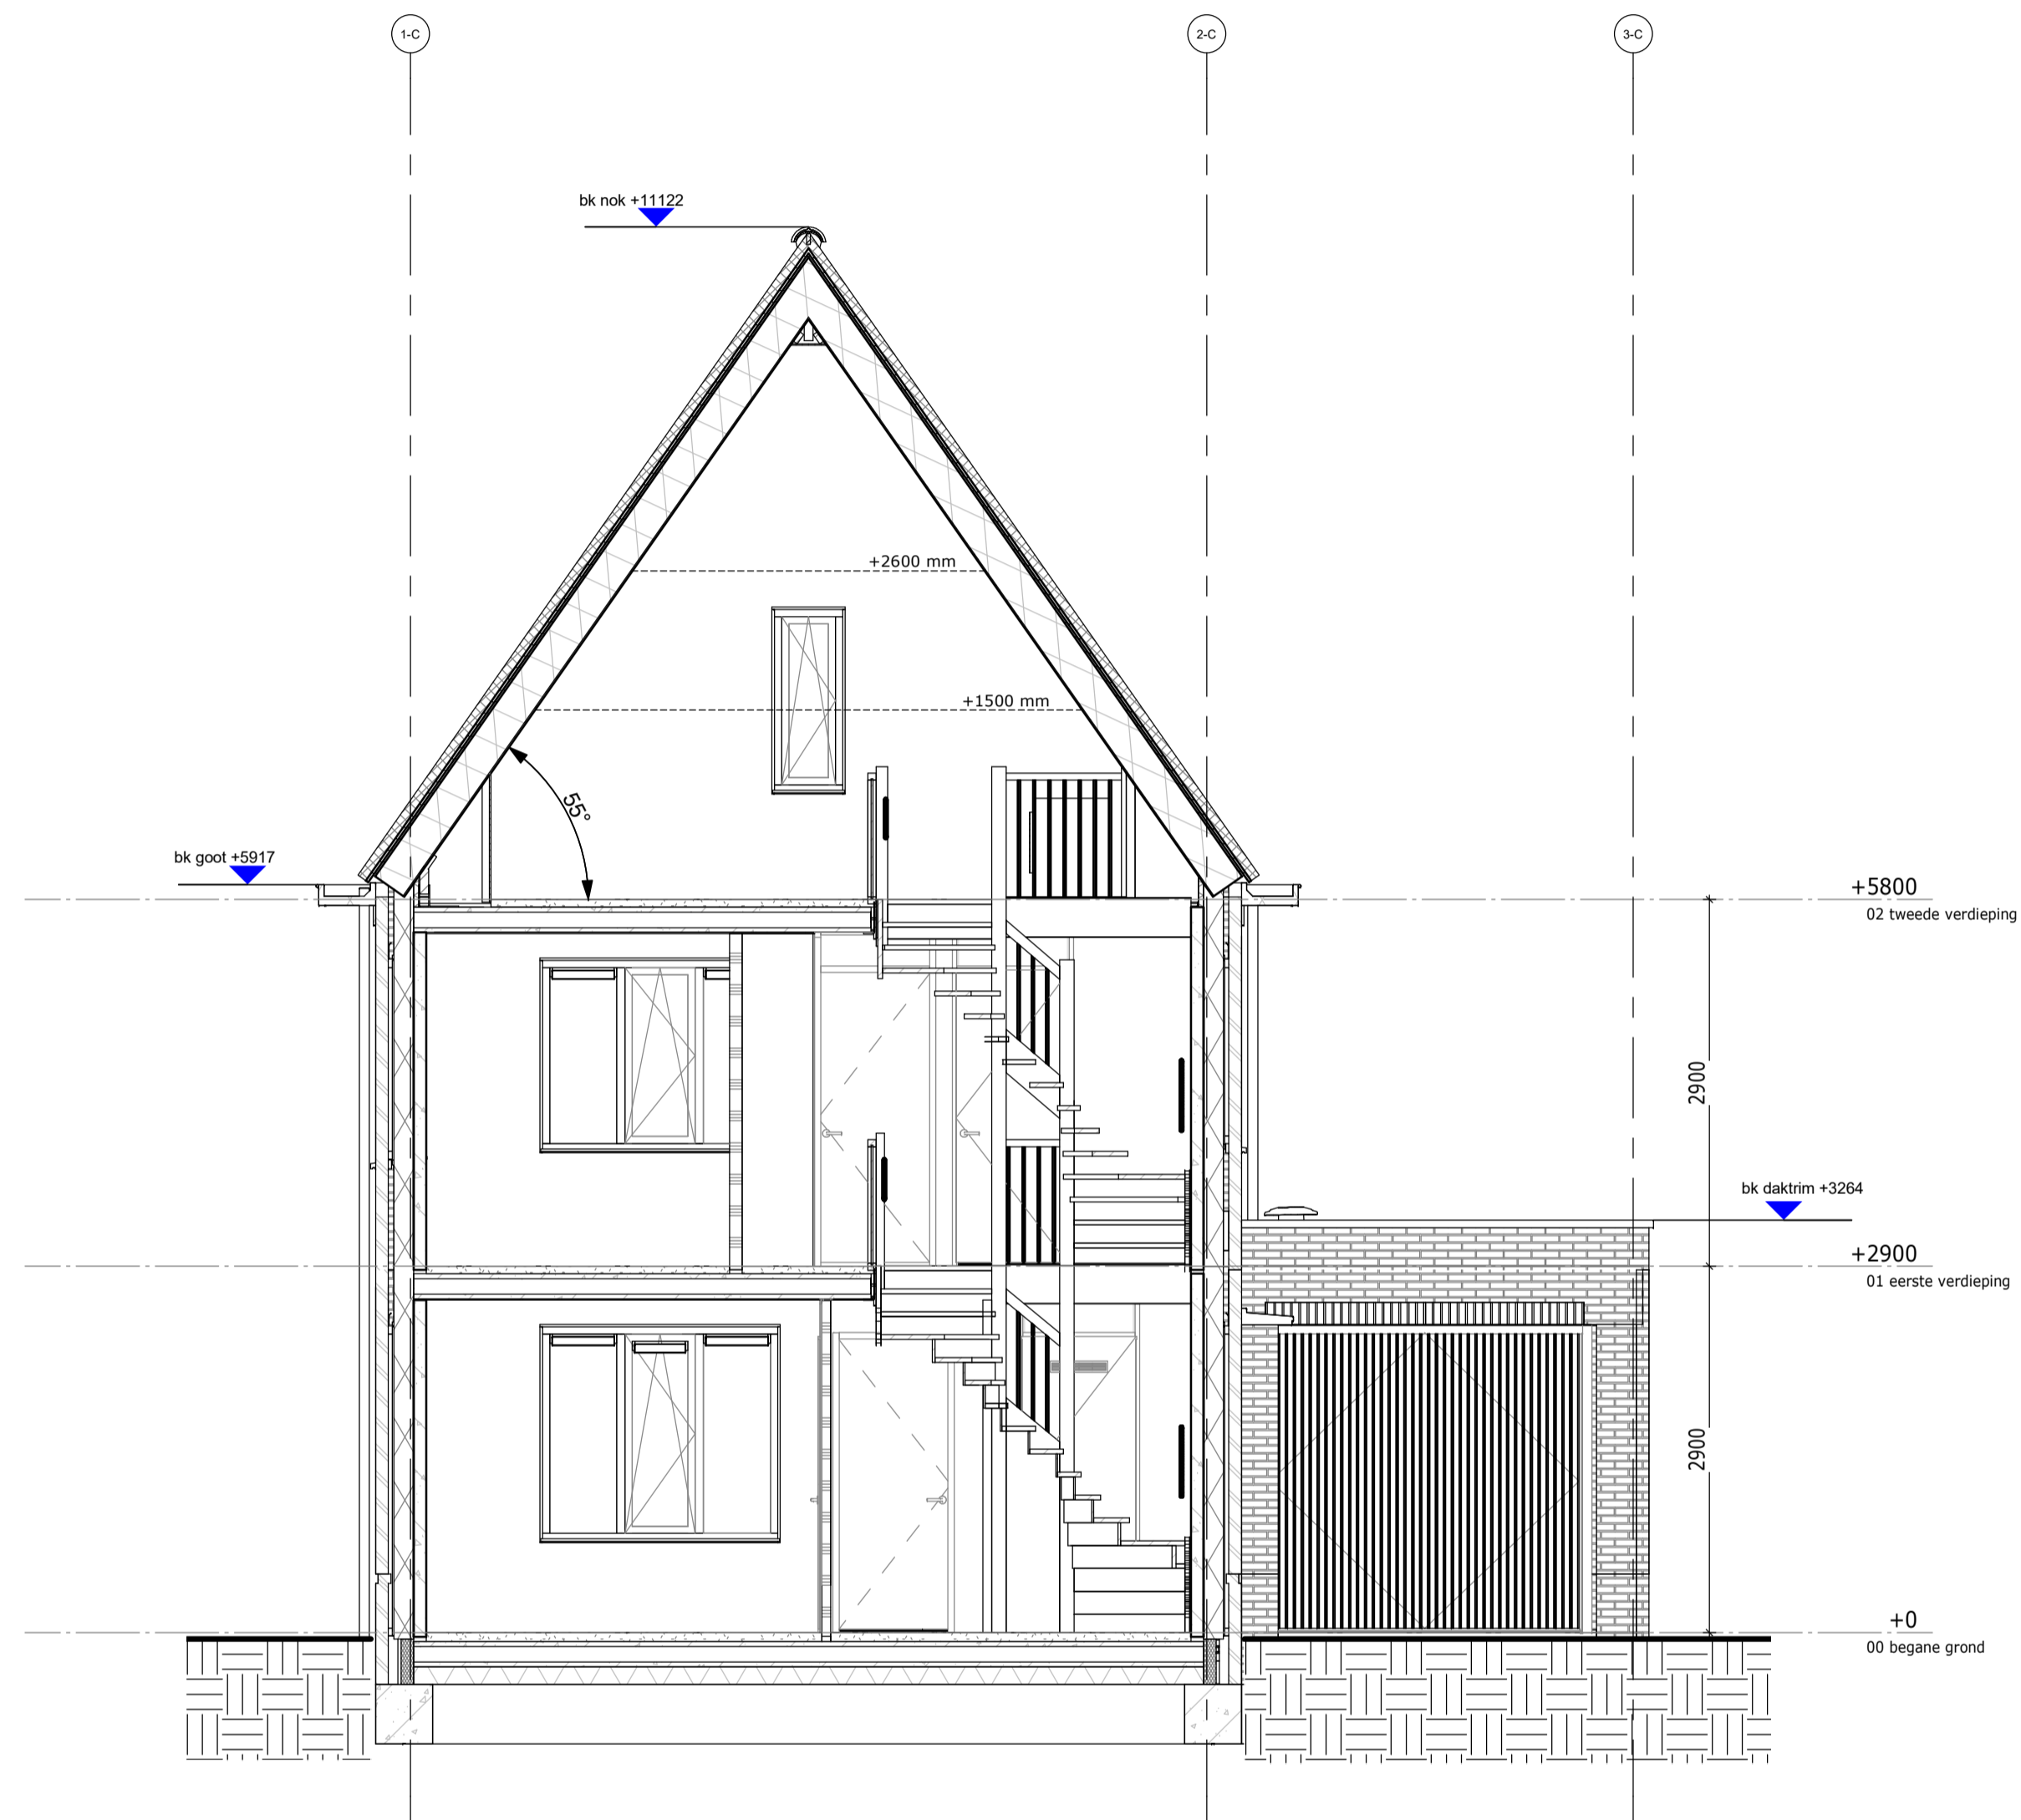 1-C
2-C
3-C
bk nok +11122
+2600 mm
+1500 mm
55°
bk goot +5917
+5800
02 tweede verdieping
2900
bk daktrim +3264
+2900
01 eerste verdieping
2900
+0
00 begane grond